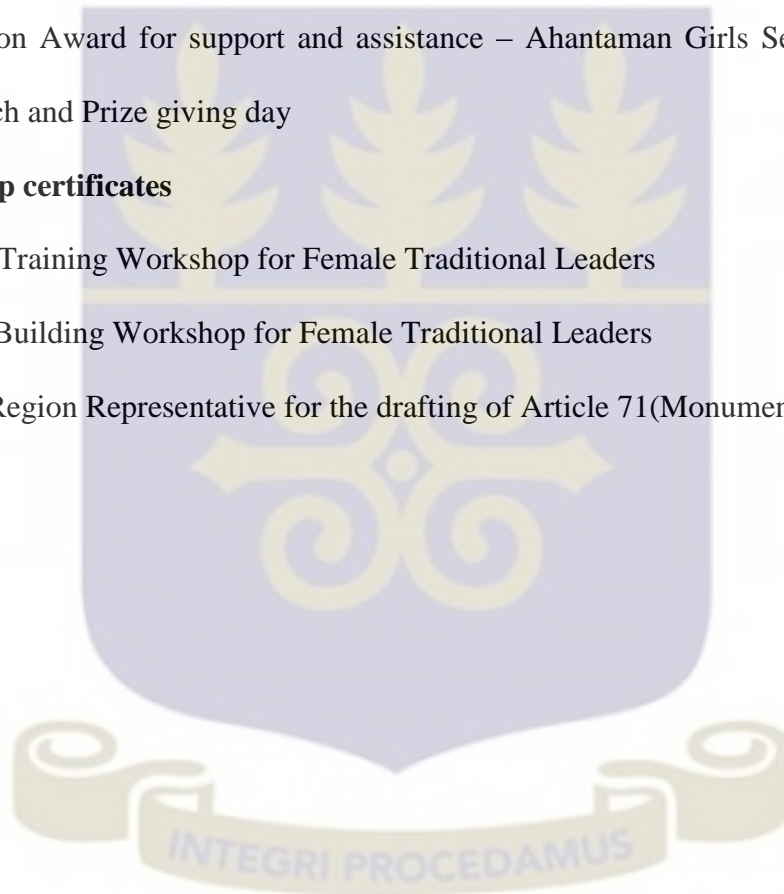 on Award for support and assistance – Ahantaman Girls Se
ch and Prize giving day
p certificates
Training Workshop for Female Traditional Leaders
Building Workshop for Female Traditional Leaders
Region Representative for the drafting of Article 71(Monumen
INTEGRI PROCEDAMUS